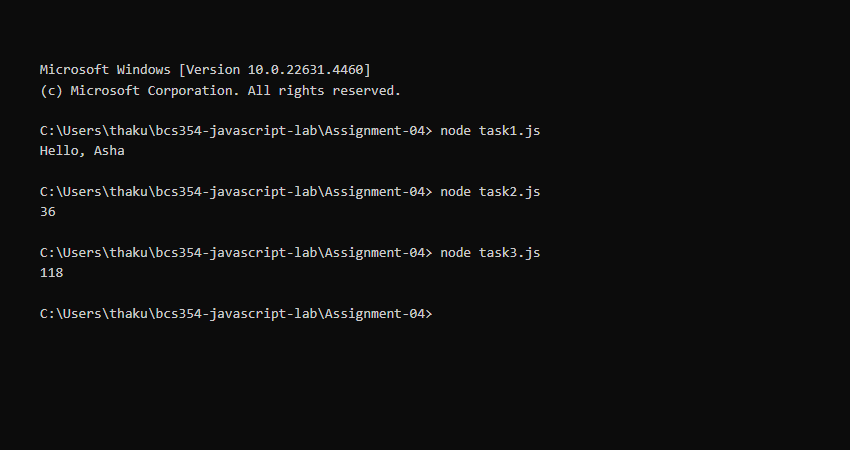 Microsoft Windows [Version 10.0.22631.4460]
(c) Microsoft Corporation. All rights reserved.
C:\Users\thaku\bcs354-javascript-lab\Assignment-04> node task1.js
Hello, Asha
C:\Users\thaku\bcs354-javascript-lab\Assignment-04> node task2.js
36
C:\Users\thaku\bcs354-javascript-lab\Assignment-04> node task3.js
118
C:\Users\thaku\bcs354-javascript-lab\Assignment-04>